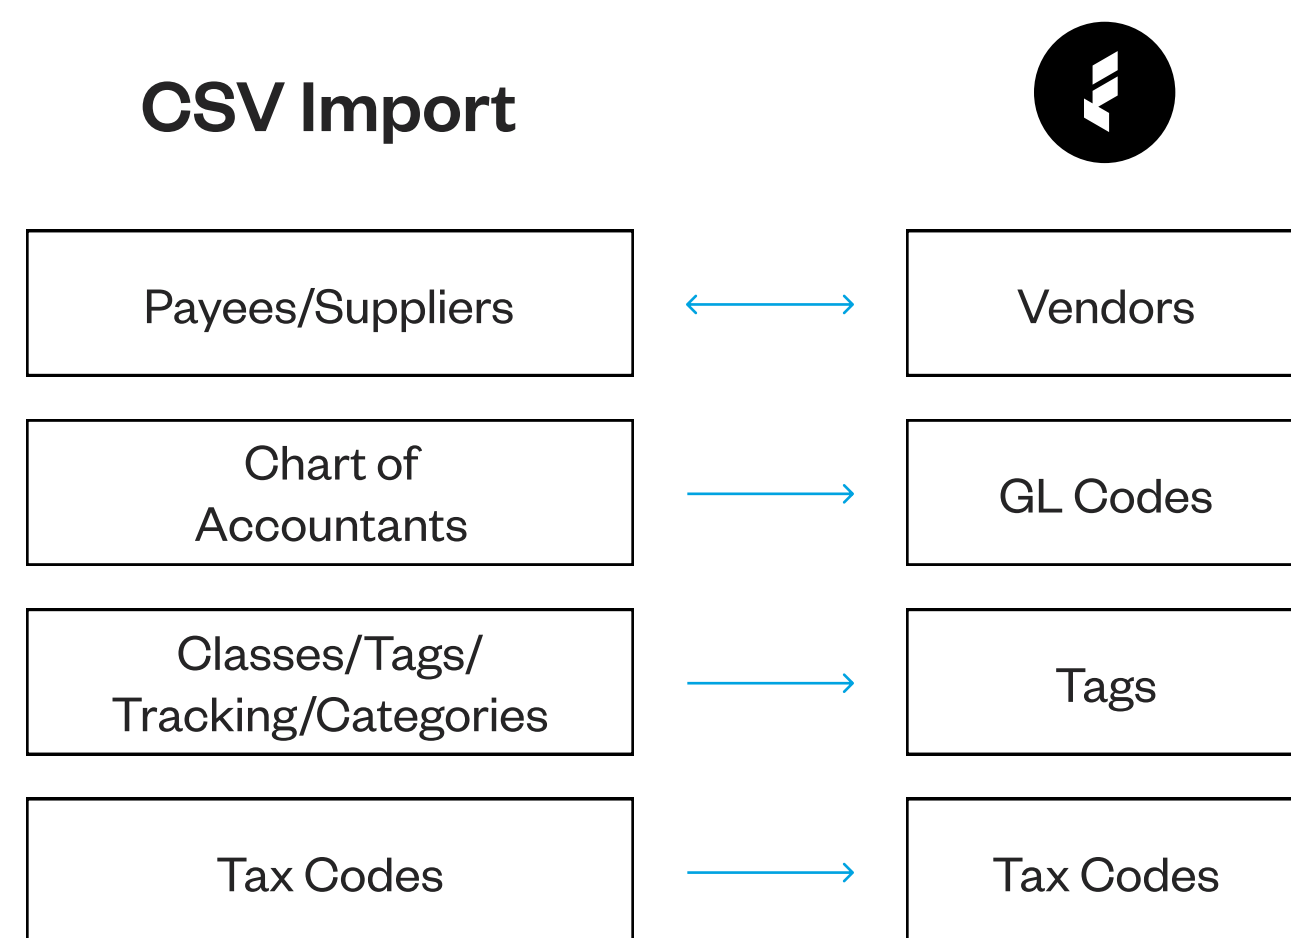 CSV Import
Payees/Suppliers
Vendors
Chart of
Accountants
GL Codes
Classes/Tags/
Tracking/Categories
Tags
Tax Codes
Tax Codes